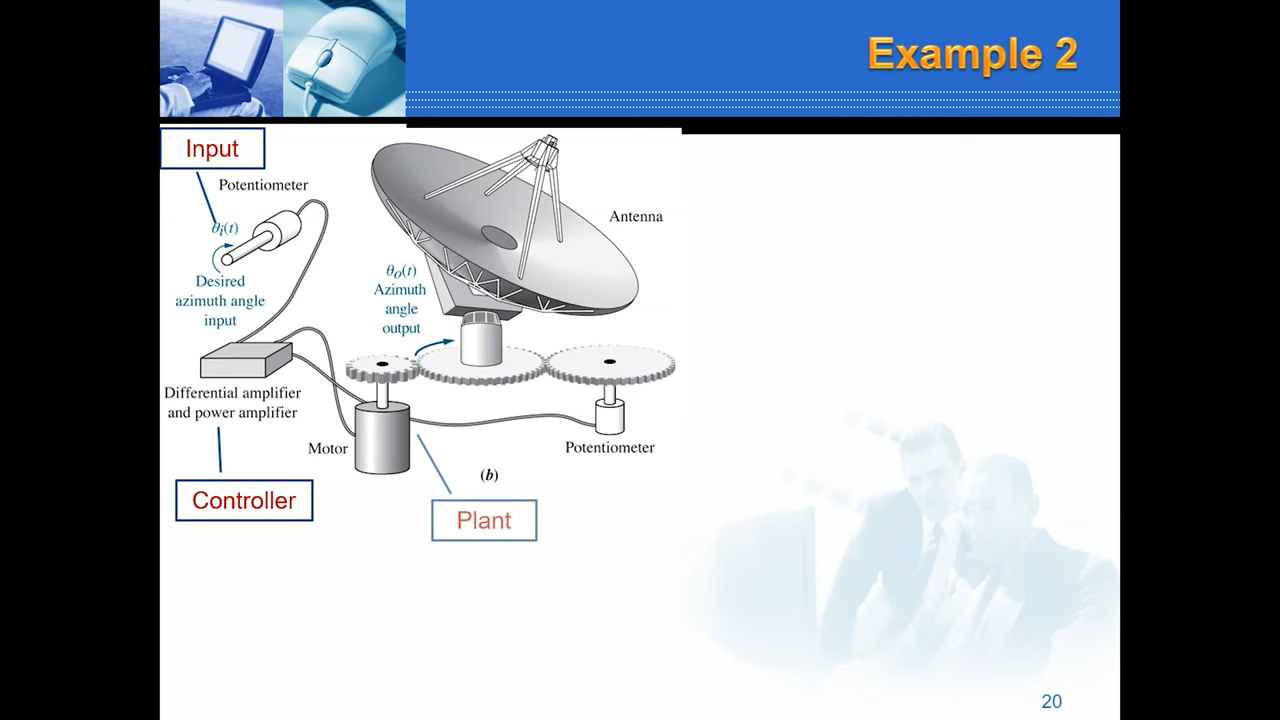 Example 2
Input
Potentiometer
θi(t)
Desired
azimuth angle
input
Antenna
θo(t)
Azimuth
angle
output
Differential amplifier
and power amplifier
Motor
Potentiometer
(b)
Controller
Plant
20